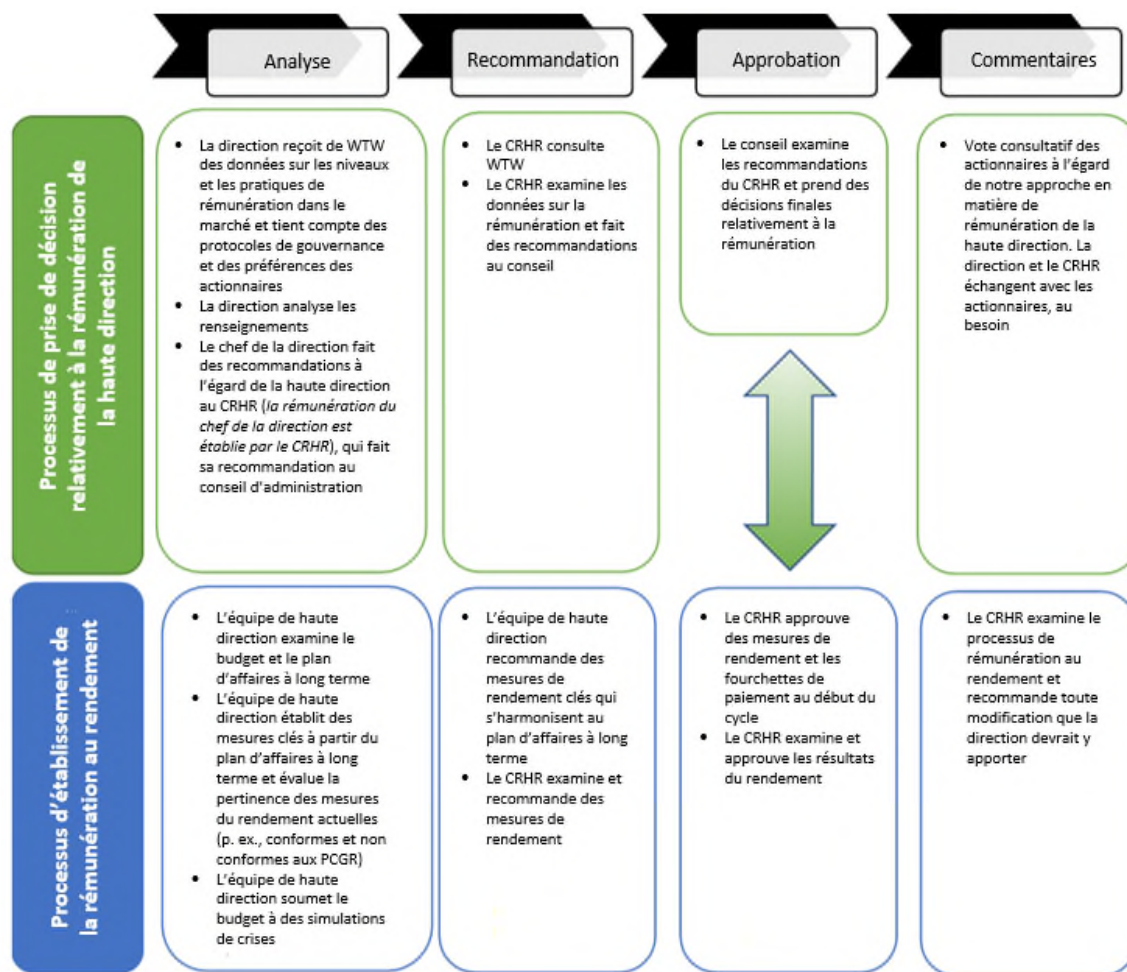 Analyse
Recommandation
Approbation
Commentaires
Processus de prise de décision
relativement à la rémunération de
la haute direction
• La direction reçoit de WTW
des données sur les niveaux
et les pratiques de
rémunération dans le
marché et tient compte des
protocoles de gouvernance
et des préférences des
actionnaires
• La direction analyse les
renseignements
• Le chef de la direction fait
des recommandations à
l'égard de la haute direction
au CRHR (la rémunération du
chef de la direction est
établie par le CRHR), qui fait
sa recommandation au
conseil d'administration
• Le CRHR consulte
WTW
• Le CRHR examine les
données sur la
rémunération et fait
des recommandations
au conseil
• Le conseil examine
les recommandations
du CRHR et prend des
décisions finales
relativement à la
rémunération
• Vote consultatif des
actionnaires à l'égard
de notre approche en
matière de
rémunération de la
haute direction. La
direction et le CRHR
échangent avec les
actionnaires, au
besoin
Processus d'établissement de
la rémunération au rendement
• L'équipe de haute
direction examine le
budget et le plan
d'affaires à long terme
• L'équipe de haute
direction établit des
mesures clés à partir du
plan d'affaires à long
terme et évalue la
pertinence des mesures
du rendement actuelles
(p. ex., conformes et non
conformes aux PCGR)
• L'équipe de haute
direction soumet le
budget à des simulations
de crises
• L'équipe de haute
direction
recommande des
mesures de
rendement clés qui
s'harmonisent au
plan d'affaires à long
terme
• Le CRHR examine et
recommande des
mesures de
rendement
• Le CRHR approuve
des mesures de
rendement et les
fourchettes de
paiement au début du
cycle
• Le CRHR examine et
approuve les résultats
du rendement
• Le CRHR examine le
processus de
rémunération au
rendement et
recommande toute
modification que la
direction devrait y
apporter